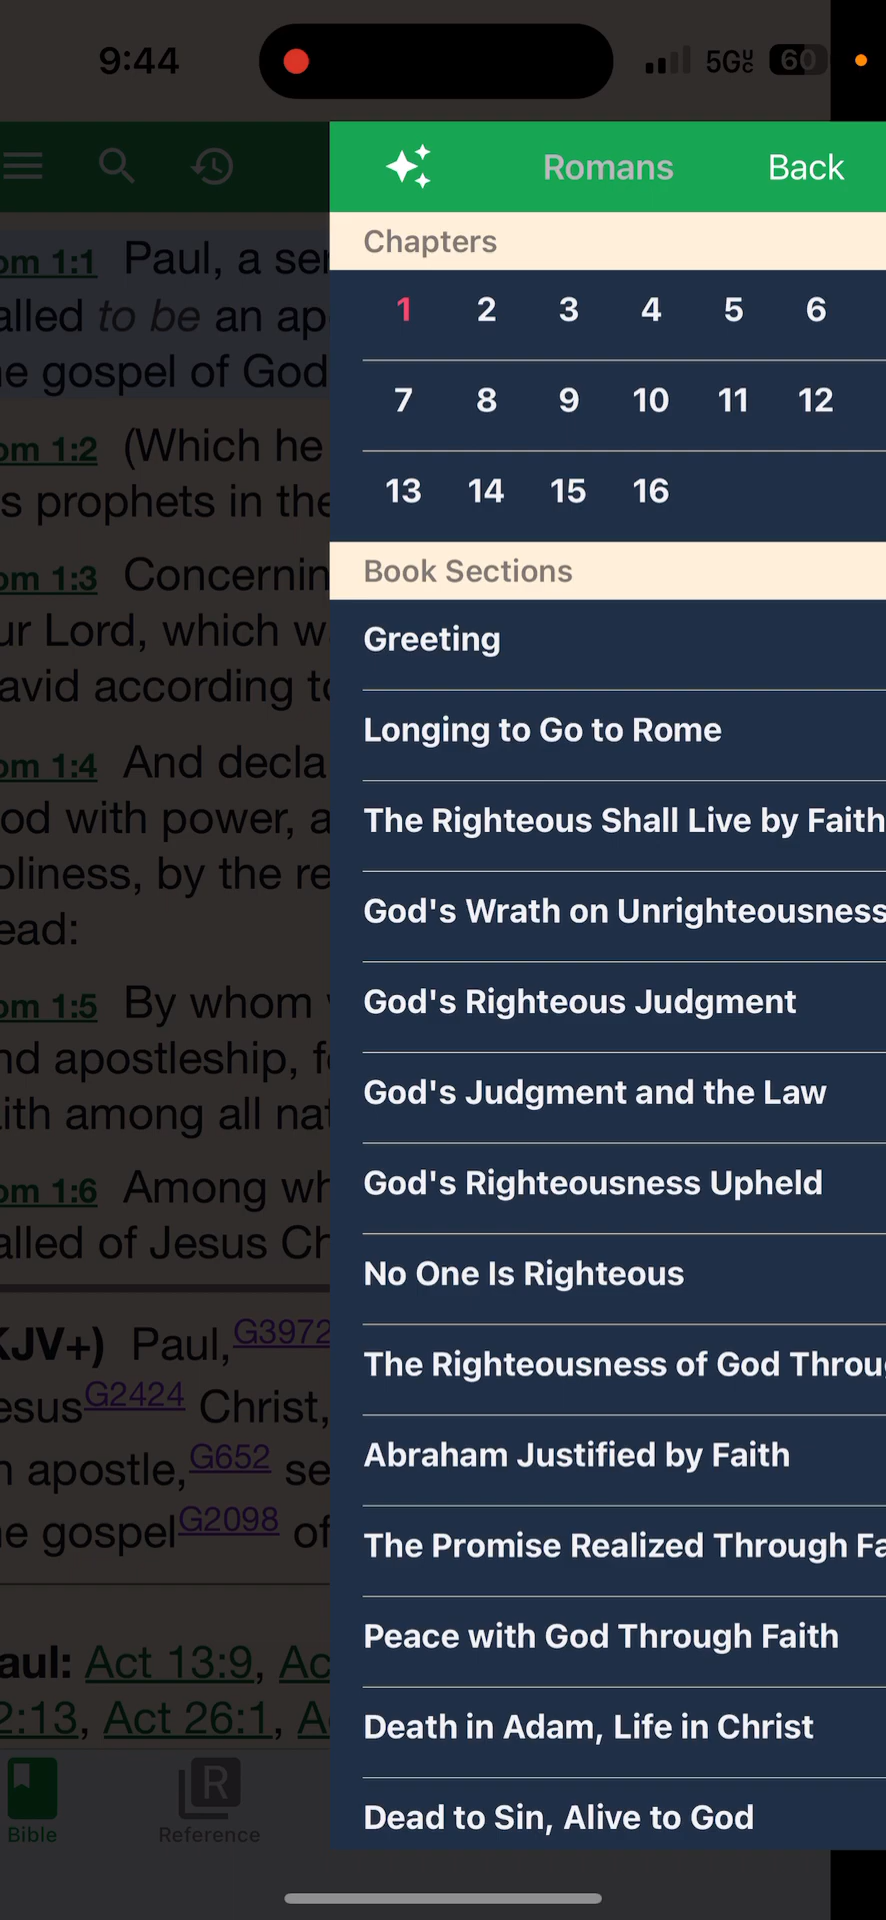 9:44
5GUC
60
Romans
Back
Chapters
1 2 3 4 5 6
7 8 9 10 11 12
13 14 15 16
Book Sections
Greeting
Longing to Go to Rome
The Righteous Shall Live by Faith
God's Wrath on Unrighteousness
God's Righteous Judgment
God's Judgment and the Law
God's Righteousness Upheld
No One Is Righteous
The Righteousness of God Throu
Abraham Justified by Faith
The Promise Realized Through Fa
Peace with God Through Faith
Death in Adam, Life in Christ
Dead to Sin, Alive to God
om 1:1 Paul, a ser
alled to be an ap
e gospel of God
om 1:2 (Which he
s prophets in the
om 1:3 Concernin
ur Lord, which w
avid according to
om 1:4 And decla
od with power, a
oliness, by the re
ead:
om 1:5 By whom
nd apostleship, f
ith among all nat
om 1:6 Among wh
alled of Jesus Ch
KJV+) Paul,G3972
esusG2424 Christ,
n apostle,G652 se
e gospelG2098 of
aul: Act 13:9, Ac
2:13, Act 26:1, A
Bible
R
Reference